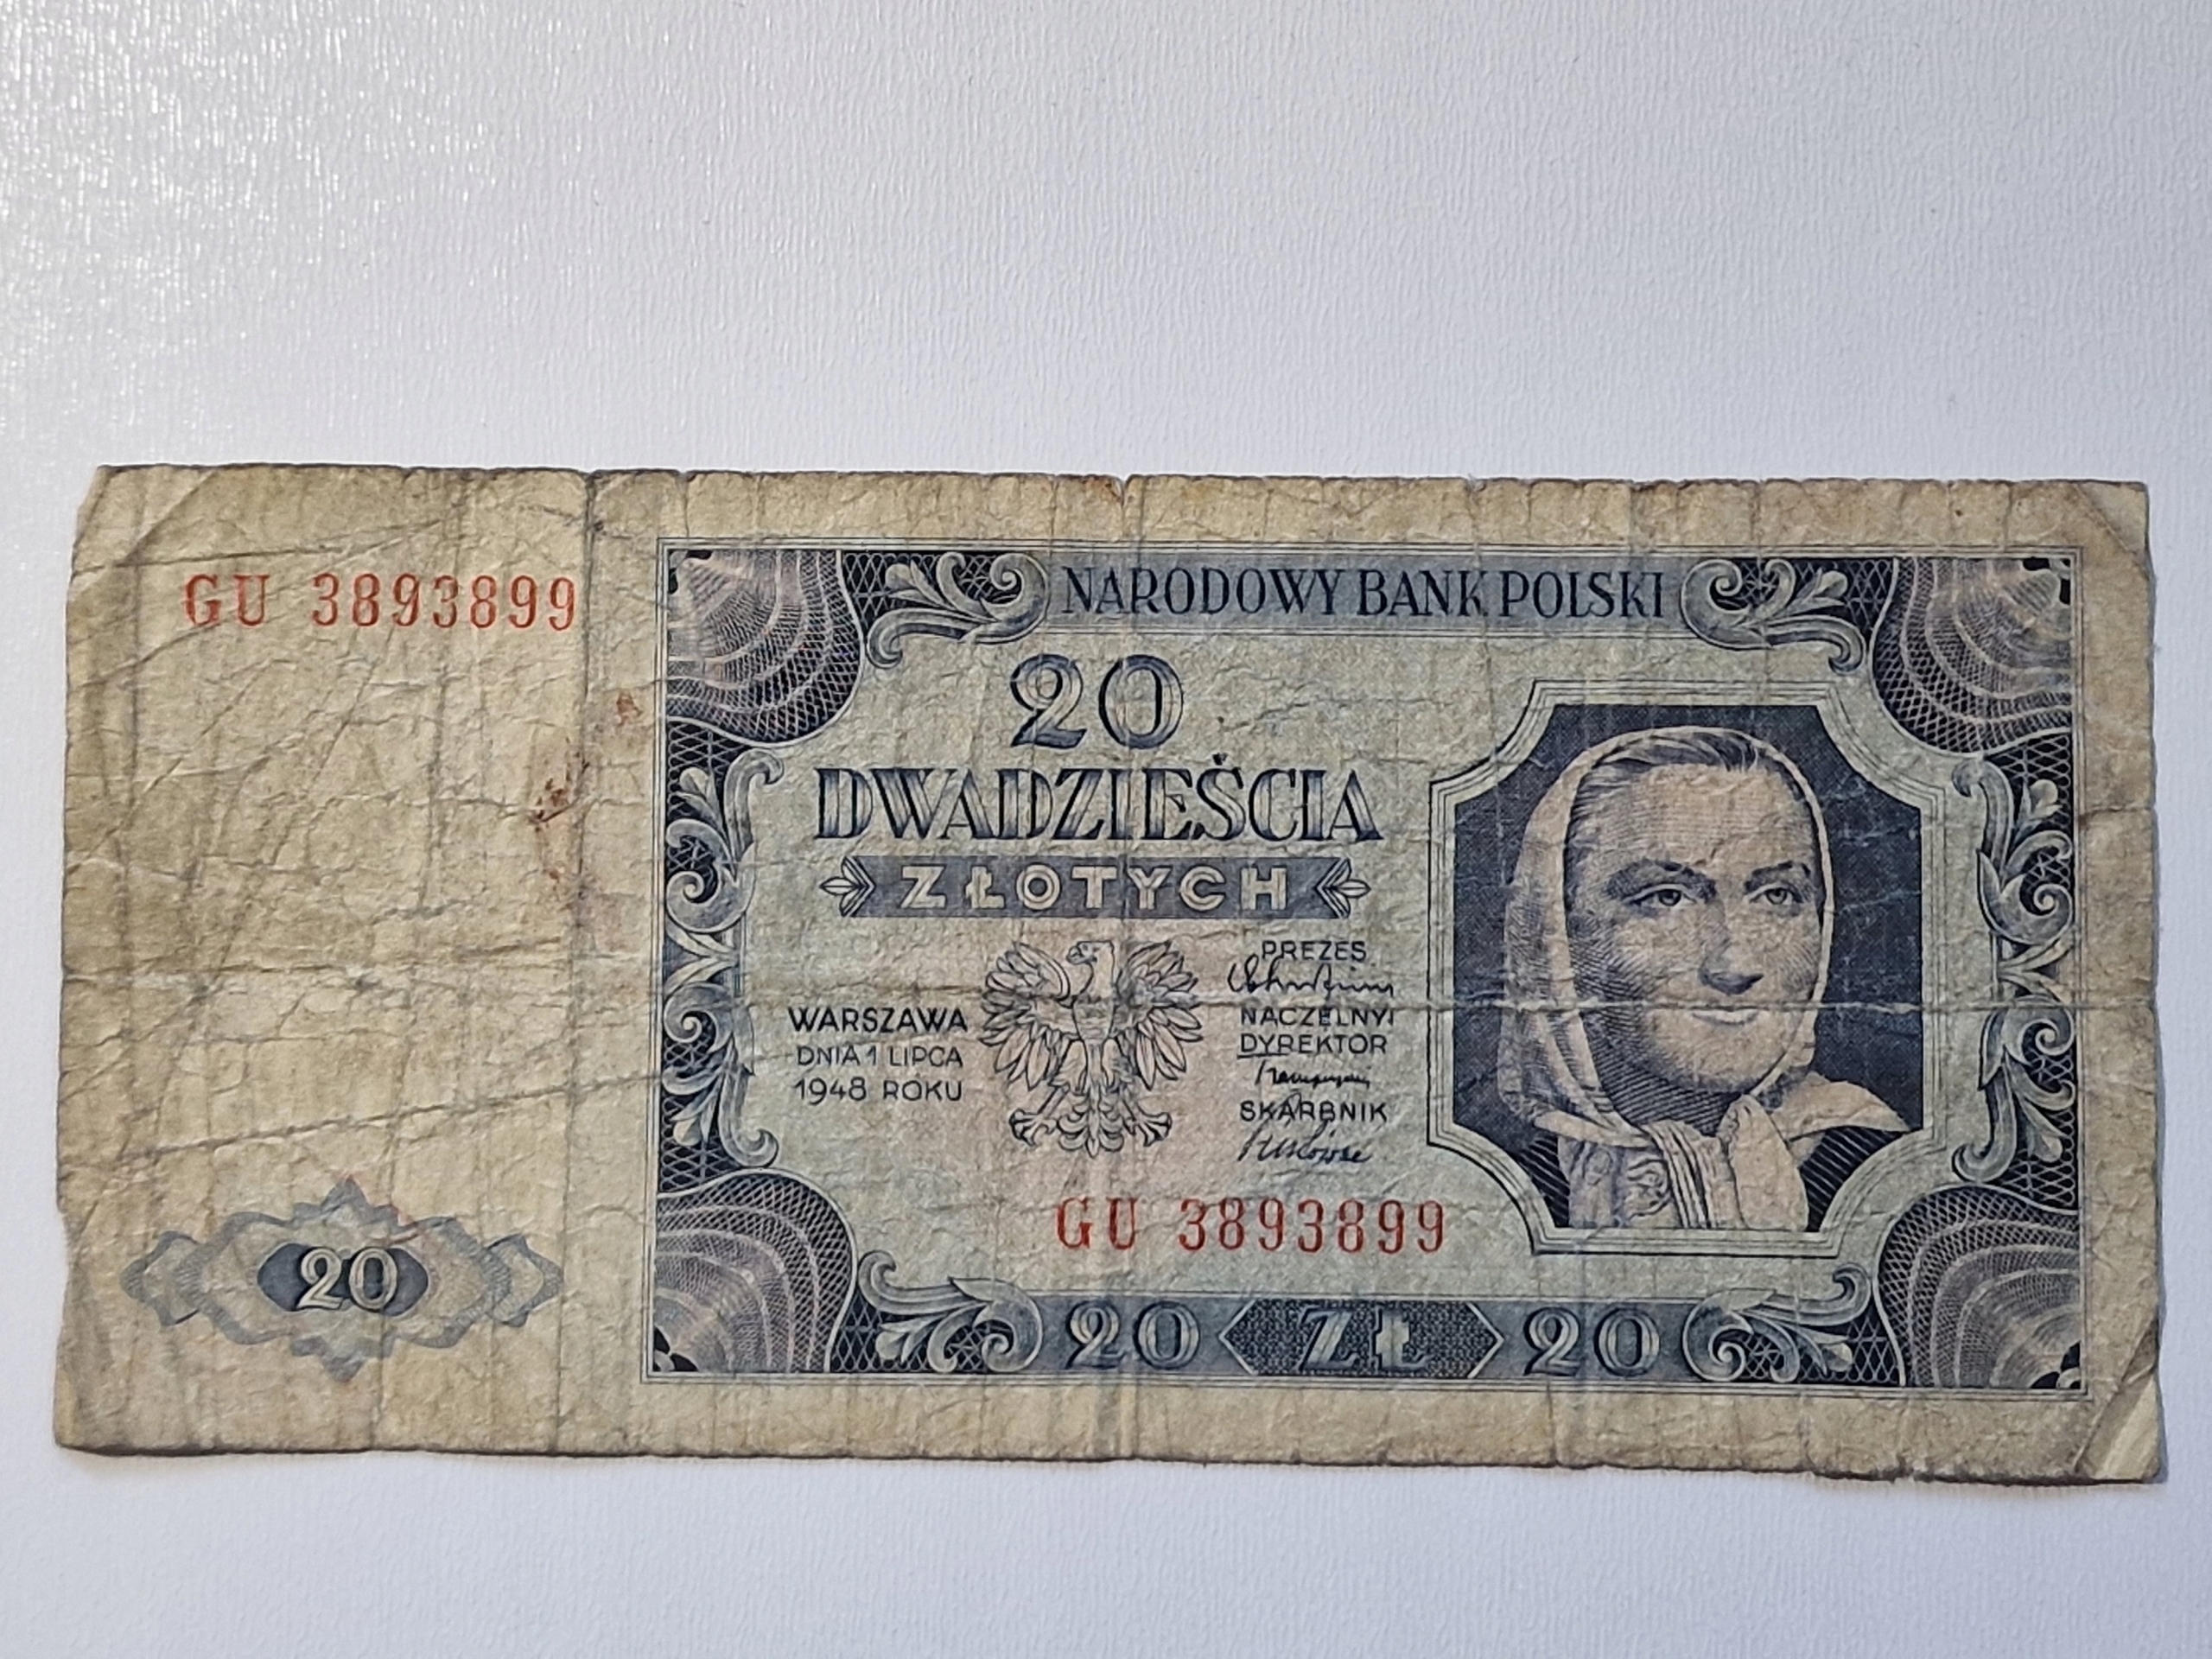 GU 3893899
NARODOWY BANK POLSKI
20
DWADZIEŚCIA
ZŁOTYCH
WARSZAWA
DNIA 1 LIPCA
1948 ROKU
PREZES
NACZELNY
DYREKTOR
SKARBNIK
GU 3893899
20
20 ZŁ 20